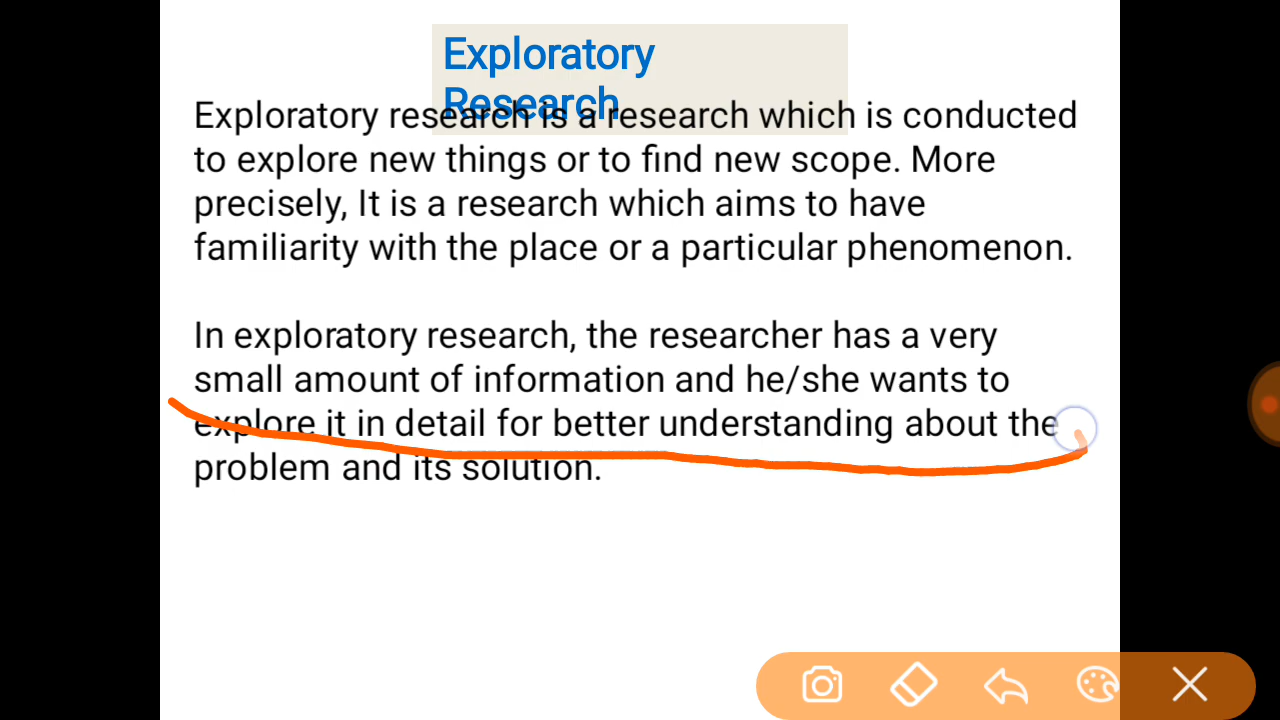 Exploratory
Research
Exploratory research is a research which is conducted
to explore new things or to find new scope. More
precisely, It is a research which aims to have
familiarity with the place or a particular phenomenon.
In exploratory research, the researcher has a very
small amount of information and he/she wants to
explore it in detail for better understanding about the
problem and its solution.